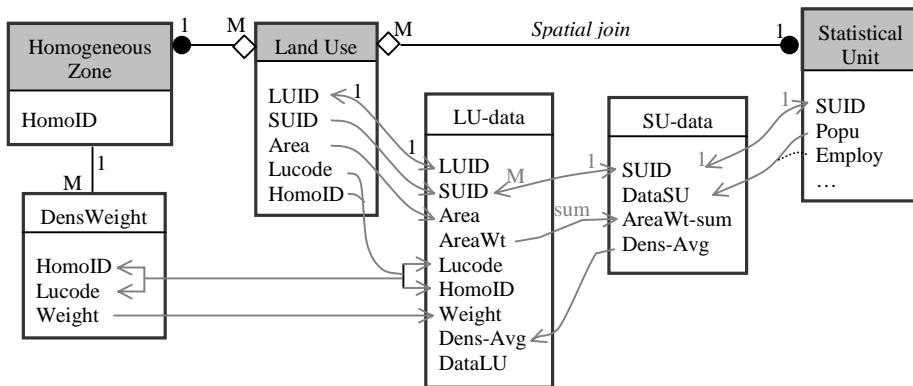 1
M
M
Spatial join
1
Homogeneous
Zone
HomoID
Land Use
LUID
SUID
Area
Lucode
HomoID
Statistical
Unit
SUID
Popu
Employ
…
1
1
LU-data
LUID
SUID
Area
AreaWt
Lucode
HomoID
Weight
Dens-Avg
DataLU
M
1
1
1
sum
SU-data
SUID
DataSU
AreaWt-sum
Dens-Avg
1
M
DensWeight
HomoID
Lucode
Weight